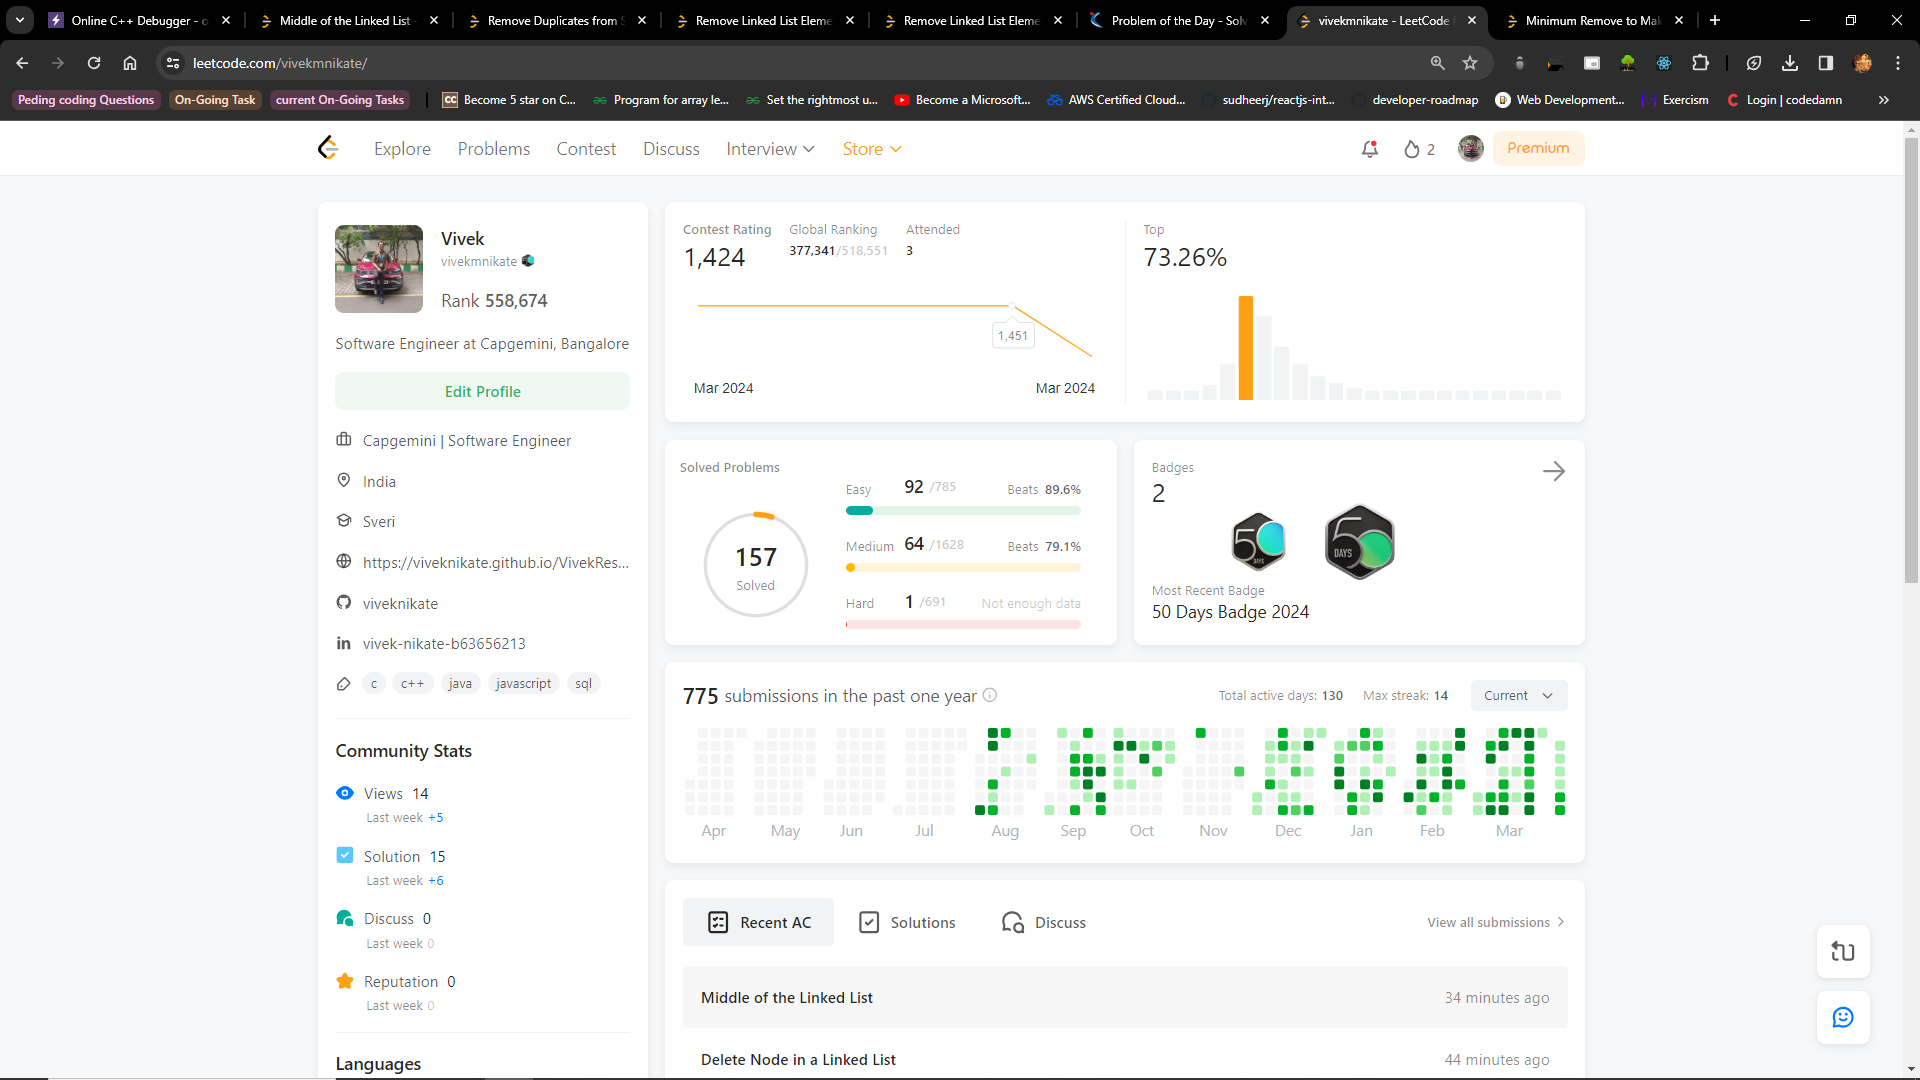 Online C++ Debugger - o
Middle of the Linked List -
Remove Duplicates from S
Remove Linked List Eleme
Remove Linked List Eleme
Problem of the Day - Solv
vivekmnikate - LeetCode
Minimum Remove to Mak
leetcode.com/vivekmnikate/
Peding coding Questions
On-Going Task
current On-Going Tasks
CC Become 5 star on C...
Program for array le...
Set the rightmost u...
Become a Microsoft...
AWS Certified Cloud...
sudheerj/reactjs-int...
developer-roadmap
Web Development...
Exercism
Login | codedamn
Explore
Problems
Contest
Discuss
Interview
Store
2
Premium
Vivek
vivekmnikate
Rank 558,674
Software Engineer at Capgemini, Bangalore
Edit Profile
Capgemini | Software Engineer
India
Sveri
https://viveknikate.github.io/VivekRes...
viveknikate
vivek-nikate-b63656213
c c++ java javascript sql
Community Stats
Views 14
Last week +5
Solution 15
Last week +6
Discuss 0
Last week 0
Reputation 0
Last week 0
Languages
Contest Rating
1,424
Global Ranking
377,341/518,551
Attended
3
1,451
Mar 2024
Mar 2024
Top
73.26%
Solved Problems
157
Solved
Easy 92 /785 Beats 89.6%
Medium 64 /1628 Beats 79.1%
Hard 1 /691 Not enough data
Badges
2
50 DAYS
50 DAYS
Most Recent Badge
50 Days Badge 2024
775 submissions in the past one year
Total active days: 130
Max streak: 14
Current
Apr May Jun Jul Aug Sep Oct Nov Dec Jan Feb Mar
Recent AC
Solutions
Discuss
View all submissions
Middle of the Linked List
34 minutes ago
Delete Node in a Linked List
44 minutes ago